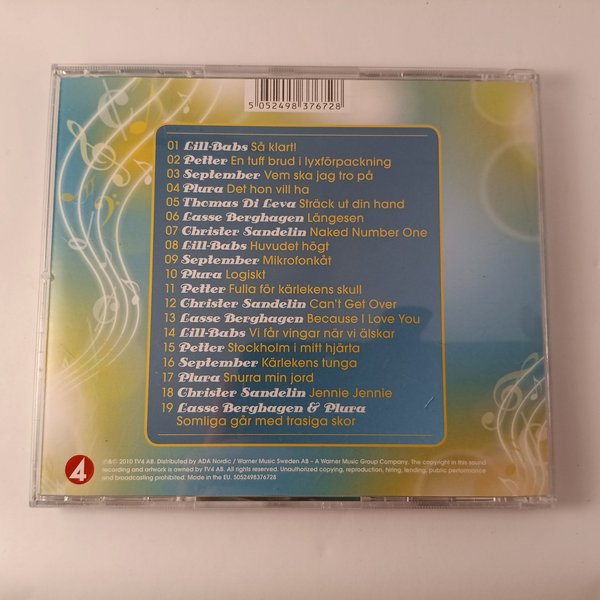 5 052498 376728
01 Lill-Babs Så klart!
02 Petter En tuff brud i lyxförpackning
03 September Vem ska jag tro på
04 Plura Det hon vill ha
05 Thomas Di Leva Sträck ut din hand
06 Lasse Berghagen Långesen
07 Christer Sandelin Naked Number One
08 Lill-Babs Huvudet högt
09 September Mikrofonkåt
10 Plura Logiskt
11 Petter Fulla för kärlekens skull
12 Christer Sandelin Can't Get Over
13 Lasse Berghagen Because I Love You
14 Lill-Babs Vi får vingar när vi älskar
15 Petter Stockholm i mitt hjärta
16 September Kärlekens tunga
17 Plura Snurra min jord
18 Christer Sandelin Jennie Jennie
19 Lasse Berghagen & Plura
Somliga går med trasiga skor
4
℗&© 2010 TV4 AB. Distributed by ADA Nordic / Warner Music Sweden AB – A Warner Music Group Company. The copyright in this sound
recording and artwork is owned by TV4 AB. All rights reserved. Unauthorized copying, reproduction, hiring, lending, public performance
and broadcasting prohibited. Made in the EU. 5052498376728